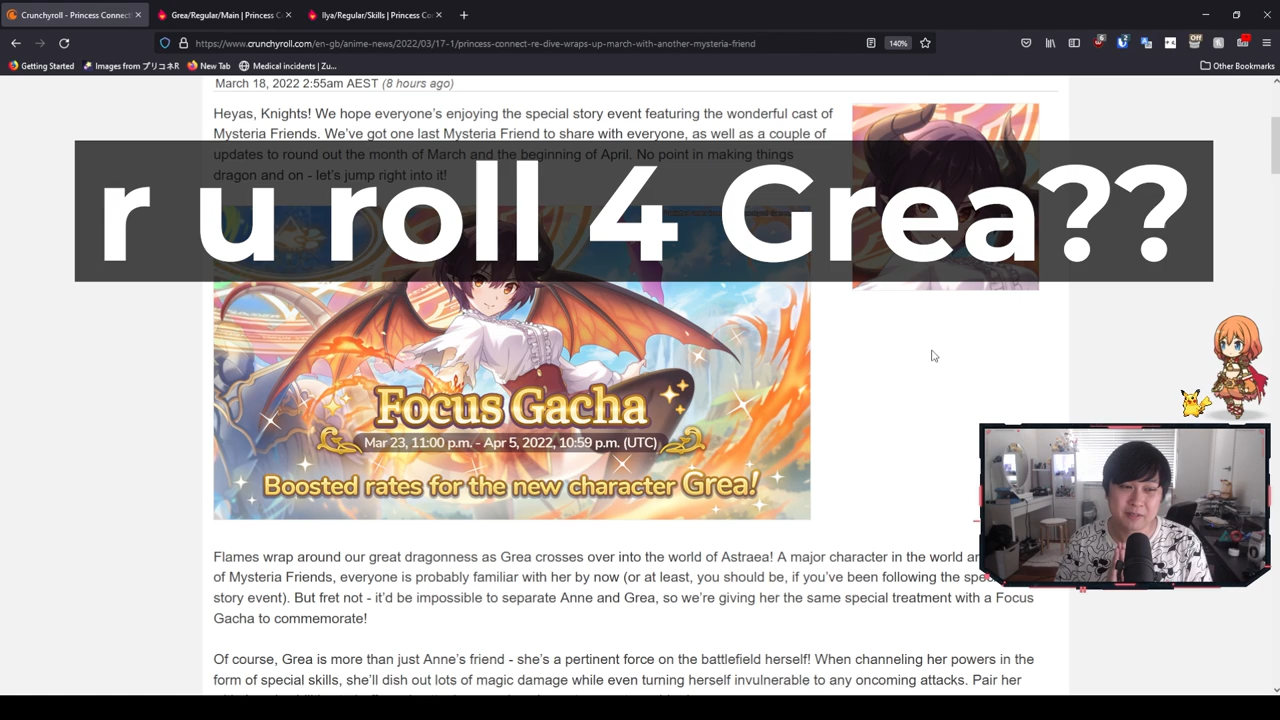 Crunchyroll - Princess Connect!
Grea/Regular/Main | Princess C
Ilya/Regular/Skills | Princess Co
https://www.crunchyroll.com/en-gb/anime-news/2022/03/17-1/princess-connect-re-dive-wraps-up-march-with-another-mysteria-friend
140%
Off
Getting Started
Images from プリコネR
New Tab
Medical incidents | Zu...
Other Bookmarks
March 18, 2022 2:55am AEST (8 hours ago)
Heyas, Knights! We hope everyone's enjoying the special story event featuring the wonderful cast of
Mysteria Friends. We've got one last Mysteria Friend to share with everyone, as well as a couple of
updates to round out the month of March and the beginning of April. No point in making things
dragon and on - let's jump right into it!
r u roll 4 Grea??
Focus Gacha
Mar 23, 11:00 p.m. - Apr 5, 2022, 10:59 p.m. (UTC)
Boosted rates for the new character Grea!
Flames wrap around our great dragonness as Grea crosses over into the world of Astraea! A major character in the world an
of Mysteria Friends, everyone is probably familiar with her by now (or at least, you should be, if you've been following the spe
story event). But fret not - it'd be impossible to separate Anne and Grea, so we're giving her the same special treatment with a Focus
Gacha to commemorate!
Of course, Grea is more than just Anne's friend - she's a pertinent force on the battlefield herself! When channeling her powers in the
form of special skills, she'll dish out lots of magic damage while even turning herself invulnerable to any oncoming attacks. Pair her